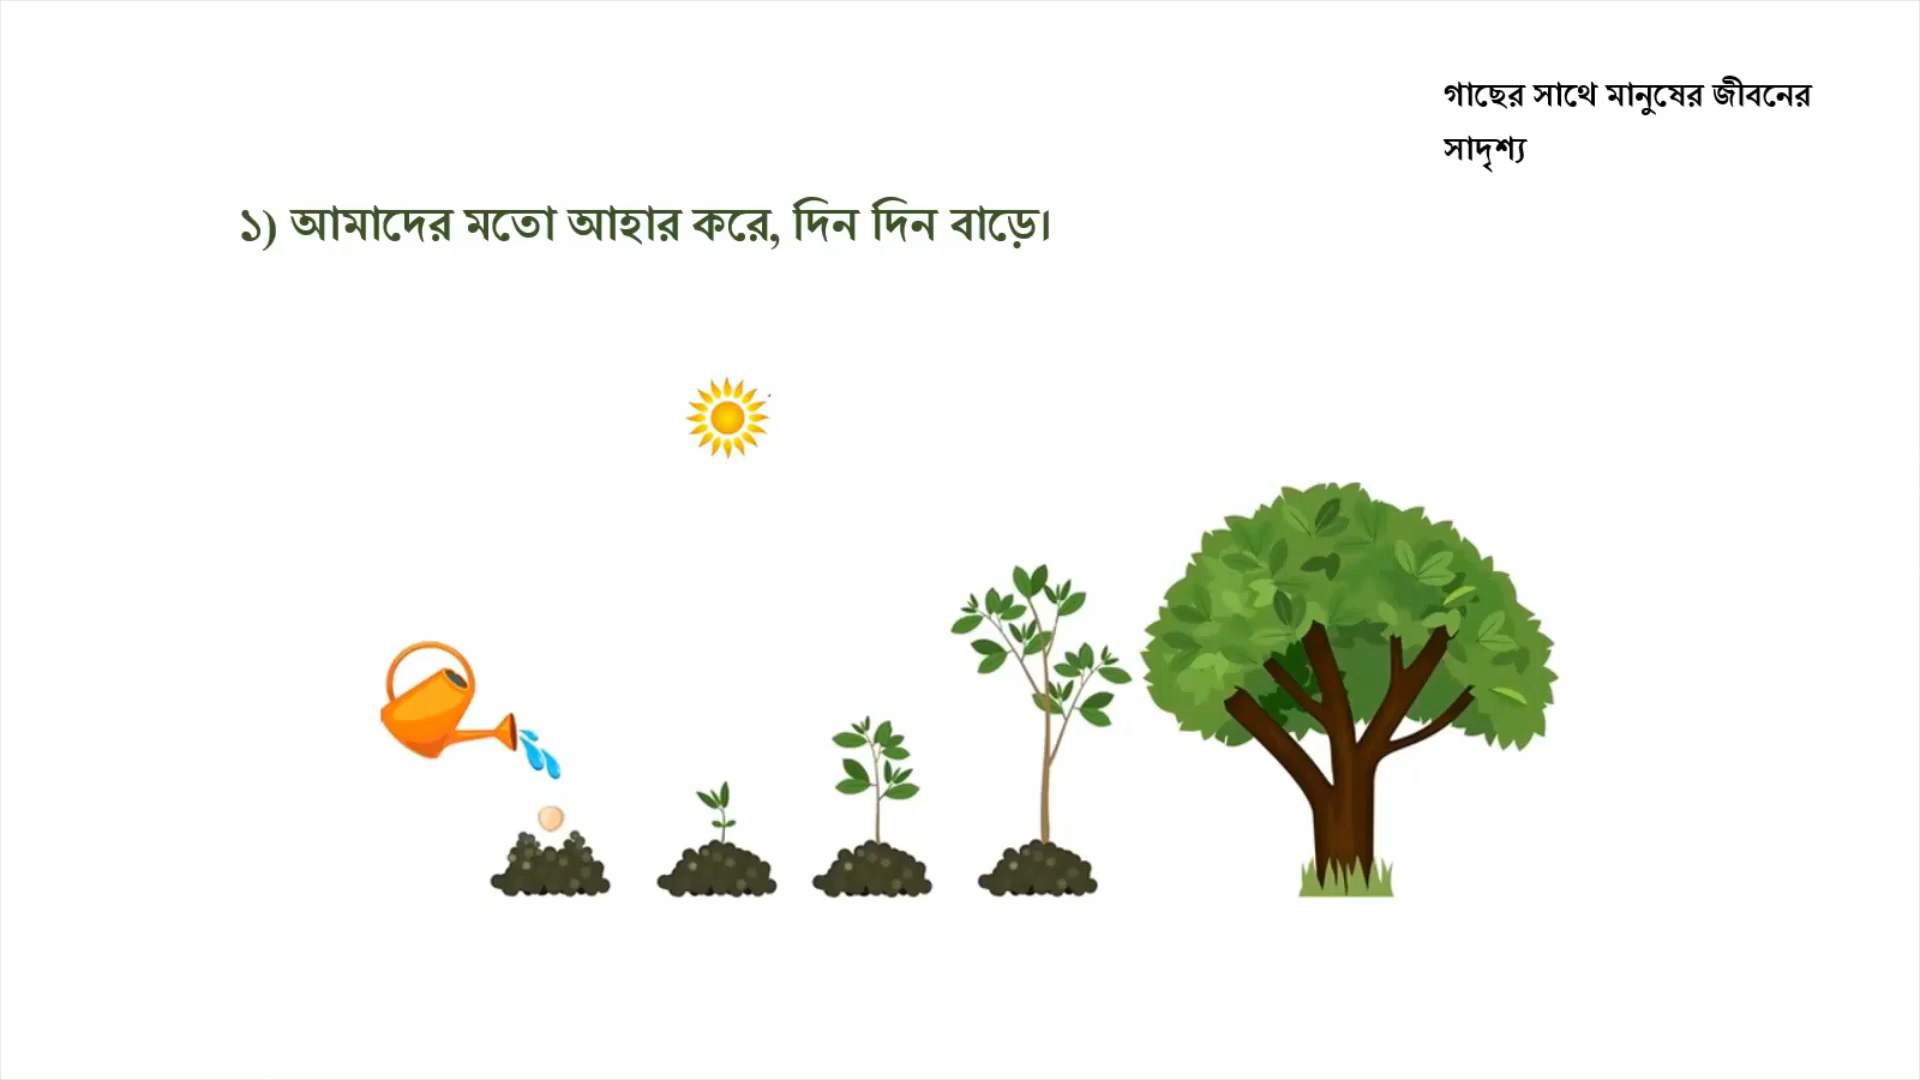 গাছের সাথে মানুষের জীবনের
সাদৃশ্য
১) আমাদের মতো আহার করে, দিন দিন বাড়ে।